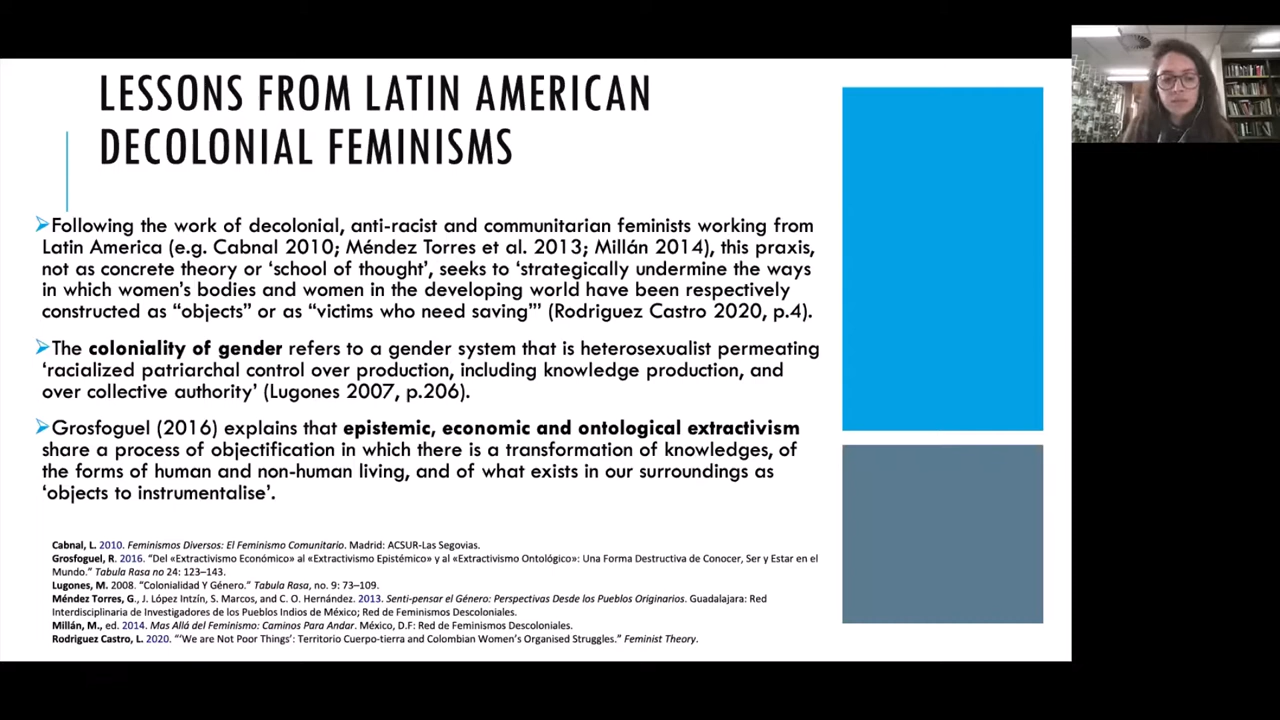 LESSONS FROM LATIN AMERICAN
DECOLONIAL FEMINISMS
Following the work of decolonial, anti-racist and communitarian feminists working from
Latin America (e.g. Cabnal 2010; Méndez Torres et al. 2013; Millán 2014), this praxis,
not as concrete theory or ‘school of thought’, seeks to ‘strategically undermine the ways
in which women’s bodies and women in the developing world have been respectively
constructed as “objects” or as “victims who need saving”’ (Rodriguez Castro 2020, p.4).
The coloniality of gender refers to a gender system that is heterosexualist permeating
‘racialized patriarchal control over production, including knowledge production, and
over collective authority’ (Lugones 2007, p.206).
Grosfoguel (2016) explains that epistemic, economic and ontological extractivism
share a process of objectification in which there is a transformation of knowledges, of
the forms of human and non-human living, and of what exists in our surroundings as
‘objects to instrumentalise’.
Cabnal, L. 2010. Feminismos Diversos: El Feminismo Comunitario. Madrid: ACSUR-Las Segovias.
Grosfoguel, R. 2016. “Del «Extractivismo Económico» al «Extractivismo Epistémico» y al «Extractivismo Ontológico»: Una Forma Destructiva de Conocer, Ser y Estar en el
Mundo.” Tabula Rasa no 24: 123–143.
Lugones, M. 2008. “Colonialidad Y Género.” Tabula Rasa, no. 9: 73–109.
Méndez Torres, G., J. López Intzín, S. Marcos, and C. O. Hernández. 2013. Senti-pensar el Género: Perspectivas Desde los Pueblos Originarios. Guadalajara: Red
Interdisciplinaria de Investigadores de los Pueblos Indios de México; Red de Feminismos Descoloniales.
Millán, M., ed. 2014. Mas Allá del Feminismo: Caminos Para Andar. México, D.F: Red de Feminismos Descoloniales.
Rodriguez Castro, L. 2020. “‘We are Not Poor Things’: Territorio Cuerpo-tierra and Colombian Women’s Organised Struggles.” Feminist Theory.